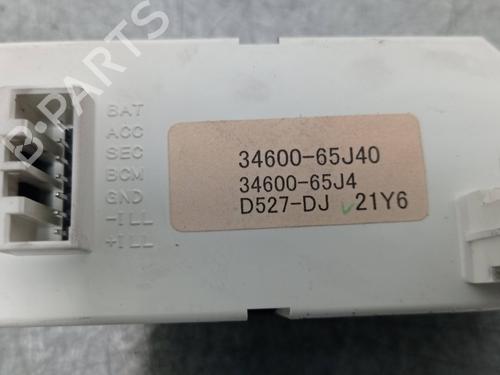 BAT
ACC
SEC
BCM
GND
-ILL
+ILL
34600-65J40
34600-65J4
D527-DJ 21Y6
B-PARTS